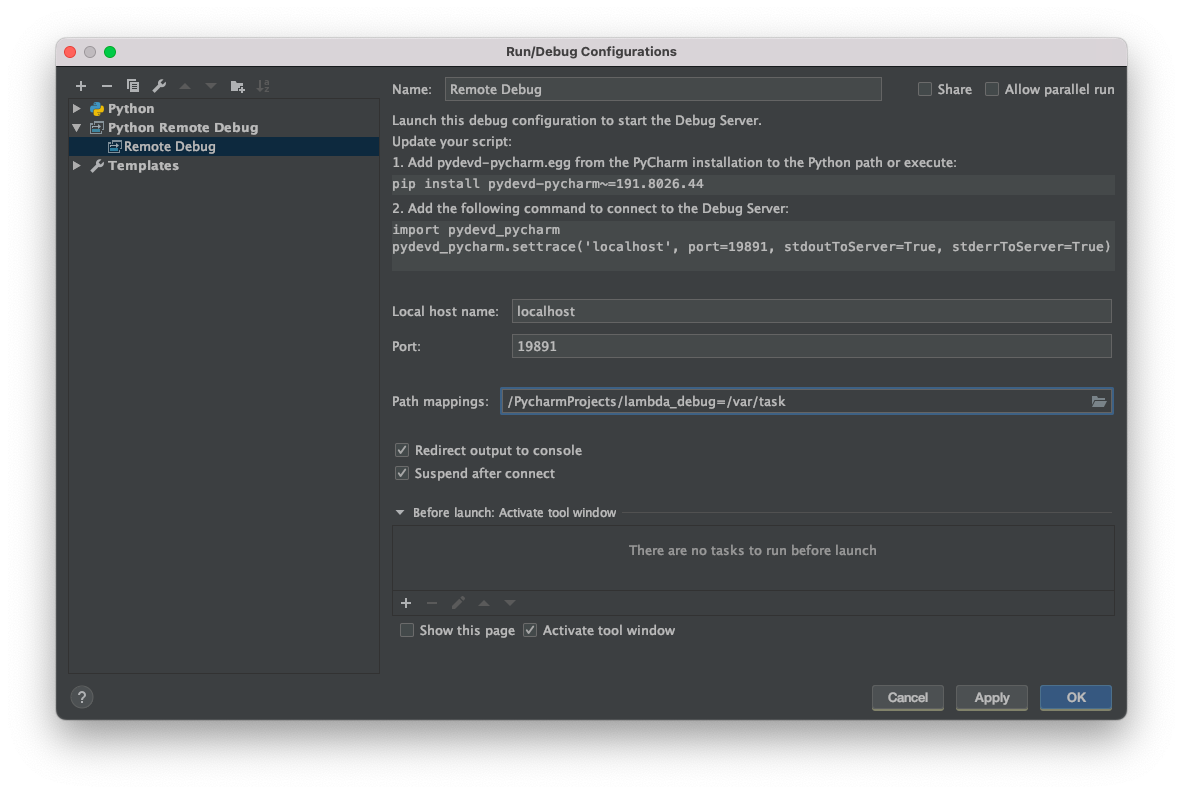 Run/Debug Configurations
Python
Python Remote Debug
Remote Debug
Templates
Name: Remote Debug Share Allow parallel run
Launch this debug configuration to start the Debug Server.
Update your script:
1. Add pydevd-pycharm.egg from the PyCharm installation to the Python path or execute:
pip install pydevd-pycharm~=191.8026.44
2. Add the following command to connect to the Debug Server:
import pydevd_pycharm
pydevd_pycharm.settrace('localhost', port=19891, stdoutToServer=True, stderrToServer=True)
Local host name: localhost
Port: 19891
Path mappings: /PycharmProjects/lambda_debug=/var/task
Redirect output to console
Suspend after connect
Before launch: Activate tool window
There are no tasks to run before launch
Show this page Activate tool window
? Cancel Apply OK